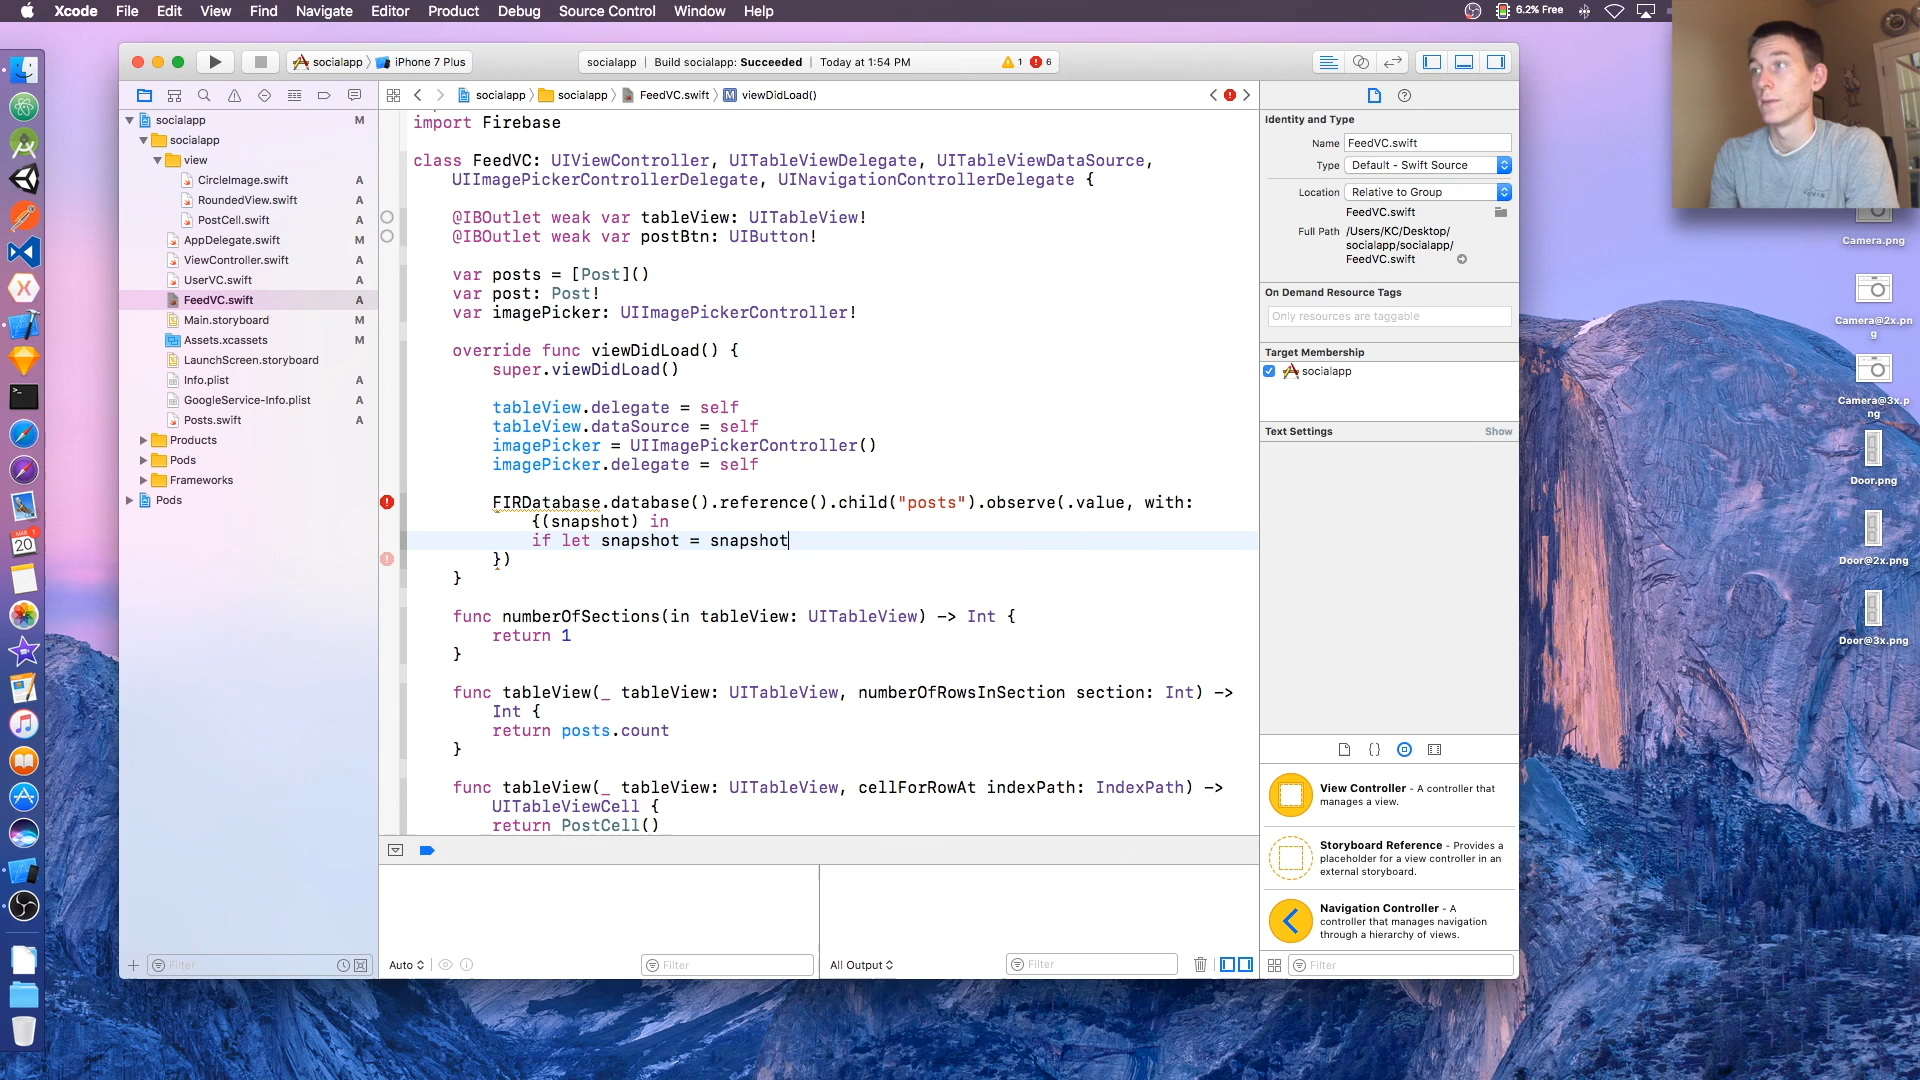 Xcode File Edit View Find Navigate Editor Product Debug Source Control Window Help
6.2% Free
socialapp iPhone 7 Plus
socialapp | Build socialapp: Succeeded | Today at 1:54 PM 1 6
socialapp socialapp FeedVC.swift M viewDidLoad()
socialapp M
socialapp
view
CircleImage.swift A
RoundedView.swift A
PostCell.swift A
AppDelegate.swift M
ViewController.swift A
UserVC.swift A
FeedVC.swift A
Main.storyboard M
Assets.xcassets M
LaunchScreen.storyboard
Info.plist A
GoogleService-Info.plist A
Posts.swift A
Products
Pods
Frameworks
Pods
Filter
import Firebase
class FeedVC: UIViewController, UITableViewDelegate, UITableViewDataSource,
UIImagePickerControllerDelegate, UINavigationControllerDelegate {
@IBOutlet weak var tableView: UITableView!
@IBOutlet weak var postBtn: UIButton!
var posts = [Post]()
var post: Post!
var imagePicker: UIImagePickerController!
override func viewDidLoad() {
super.viewDidLoad()
tableView.delegate = self
tableView.dataSource = self
imagePicker = UIImagePickerController()
imagePicker.delegate = self
FIRDatabase.database().reference().child("posts").observe(.value, with:
{(snapshot) in
if let snapshot = snapshot
})
}
func numberOfSections(in tableView: UITableView) -> Int {
return 1
}
func tableView(_ tableView: UITableView, numberOfRowsInSection section: Int) ->
Int {
return posts.count
}
func tableView(_ tableView: UITableView, cellForRowAt indexPath: IndexPath) ->
UITableViewCell {
return PostCell()
Auto
Filter
All Output
Filter
Identity and Type
Name FeedVC.swift
Type Default - Swift Source
Location Relative to Group
FeedVC.swift
Full Path /Users/KC/Desktop/
socialapp/socialapp/
FeedVC.swift
On Demand Resource Tags
Only resources are taggable
Target Membership
socialapp
Text Settings Show
View Controller - A controller that
manages a view.
Storyboard Reference - Provides a
placeholder for a view controller in an
external storyboard.
Navigation Controller - A
controller that manages navigation
through a hierarchy of views.
Filter
Camera.png
Camera@2x.pn
g
Camera@3x.p
ng
Door.png
Door@2x.png
Door@3x.png
MAR
20